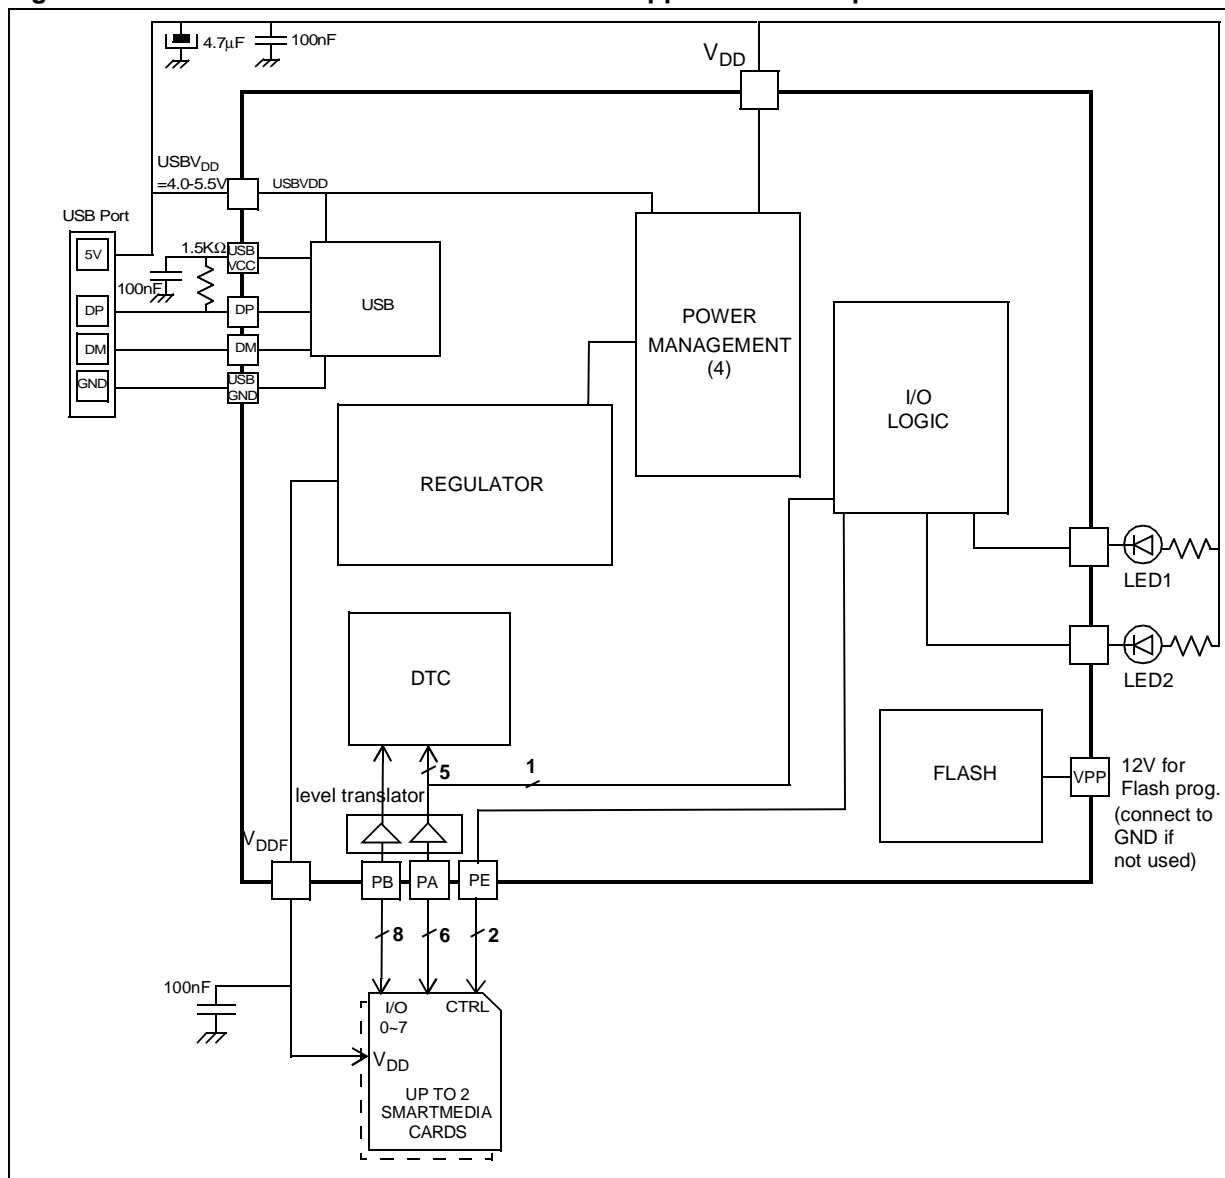 4.7µF
100nF
VDD
USBVDD
=4.0-5.5V
USBVDD
USB Port
5V
1.5KΩ
USB
VCC
100nF
DP
DP
USB
DM
DM
GND
USB
GND
POWER
MANAGEMENT
(4)
I/O
LOGIC
REGULATOR
LED1
DTC
LED2
5
1
FLASH
VPP
12V for
Flash prog.
(connect to
GND if
not used)
level translator
VDDF
PB
PA
PE
8
6
2
100nF
I/O
0~7
CTRL
VDD
UP TO 2
SMARTMEDIA
CARDS